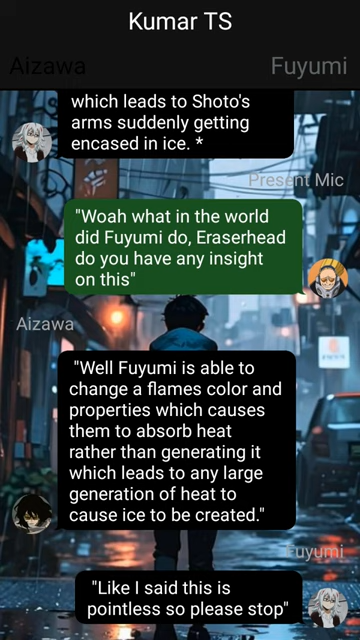 Kumar TS
Aizawa
Fuyumi
which leads to Shoto's
arms suddenly getting
encased in ice. *
Present Mic
"Woah what in the world
did Fuyumi do, Eraserhead
do you have any insight
on this"
Aizawa
"Well Fuyumi is able to
change a flames color and
properties which causes
them to absorb heat
rather than generating it
which leads to any large
generation of heat to
cause ice to be created."
Fuyumi
"Like I said this is
pointless so please stop"